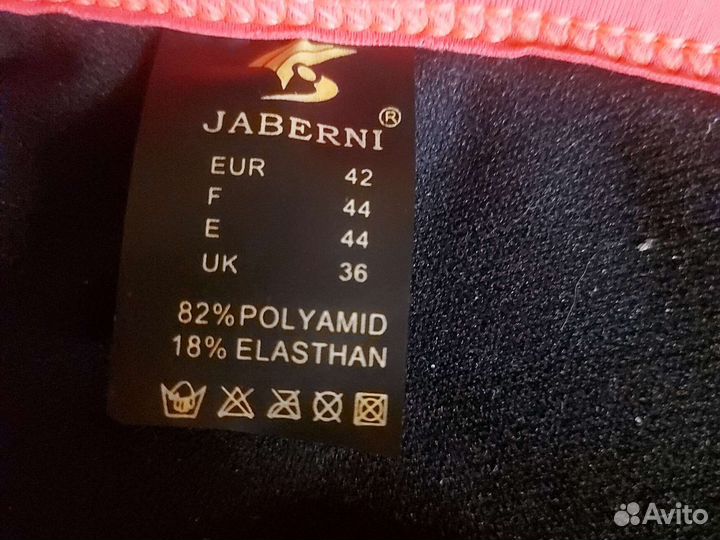 JABERNI ®
EUR 42
F 44
E 44
UK 36
82% POLYAMID
18% ELASTHAN
Avito